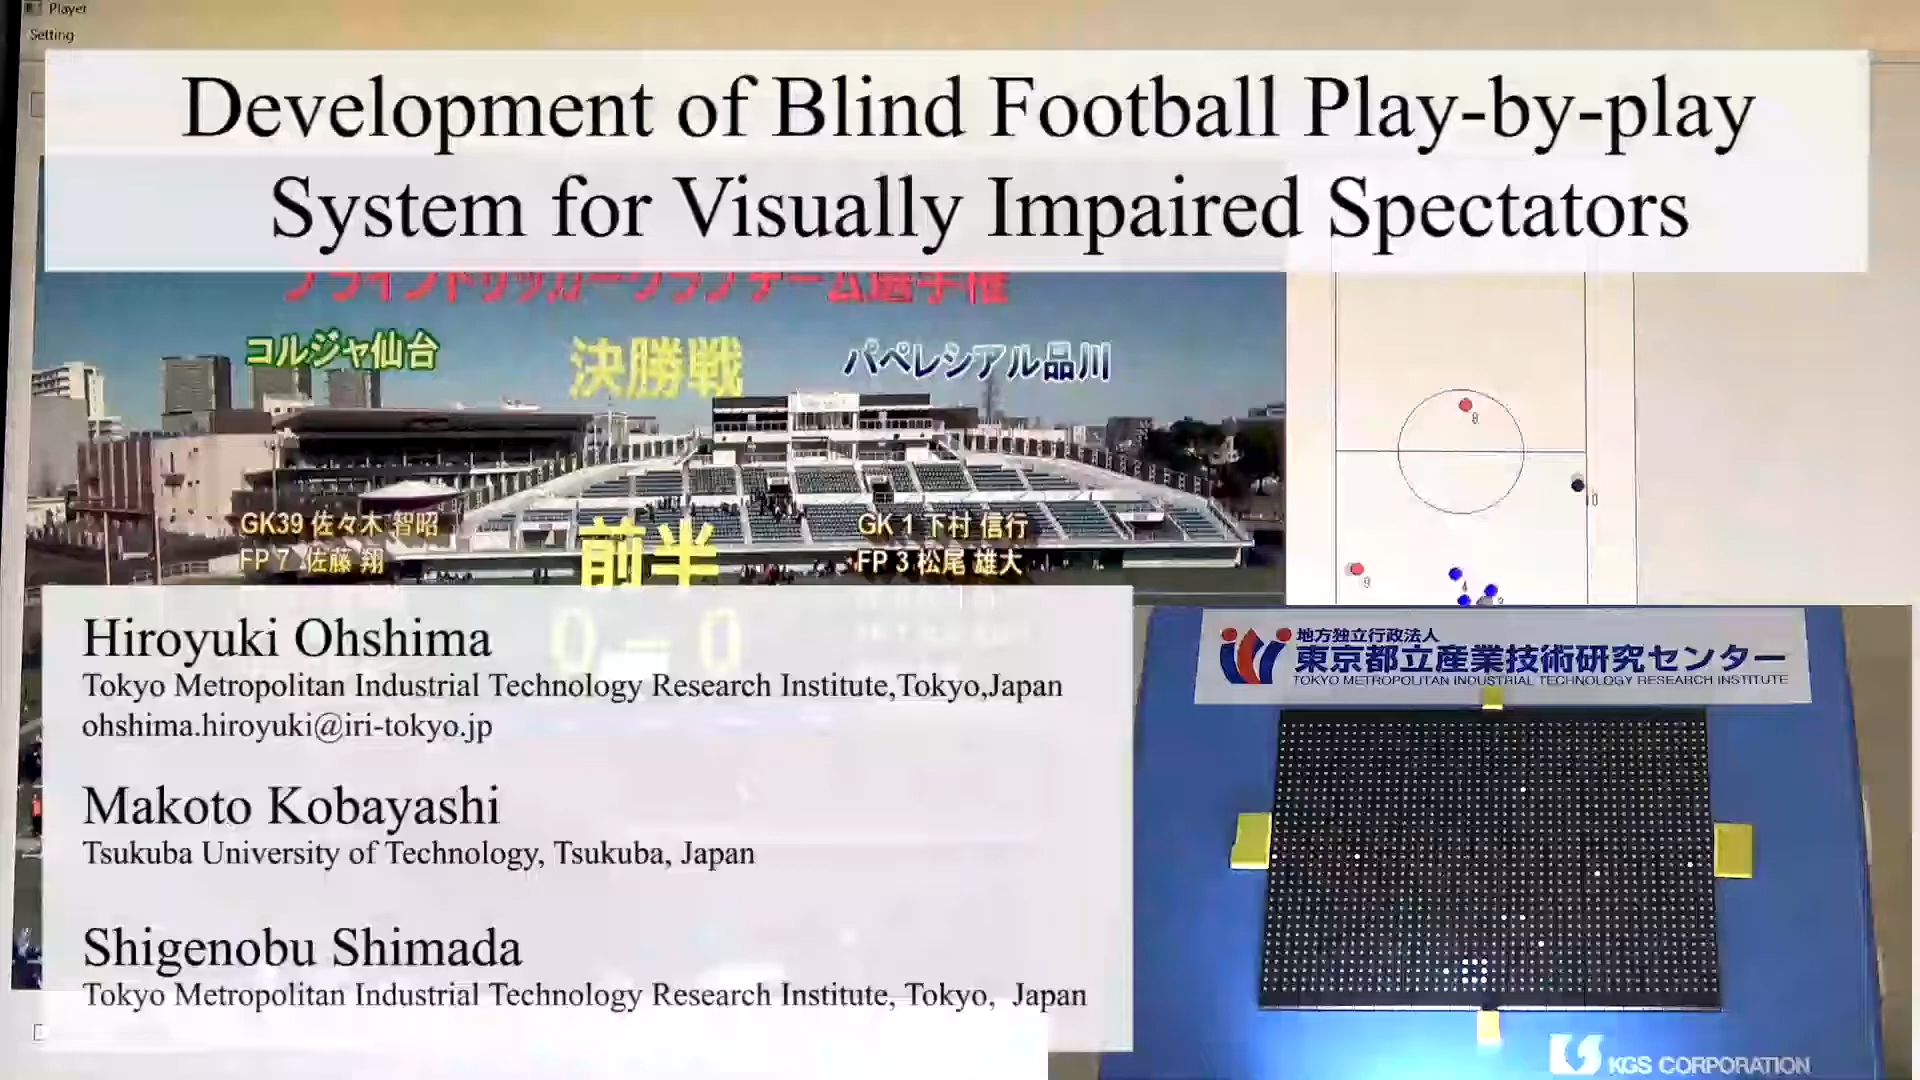 Player
Setting
Development of Blind Football Play-by-play
System for Visually Impaired Spectators
コルジャ仙台
決勝戦
パペレシアル品川
GK39 佐々木 智昭
FP 7 佐藤 翔
前半
GK 1 下村 信行
FP 3 松尾 雄大
0 – 0
8
9
4
Hiroyuki Ohshima
Tokyo Metropolitan Industrial Technology Research Institute,Tokyo,Japan
ohshima.hiroyuki@iri-tokyo.jp
Makoto Kobayashi
Tsukuba University of Technology, Tsukuba, Japan
Shigenobu Shimada
Tokyo Metropolitan Industrial Technology Research Institute, Tokyo, Japan
地方独立行政法人
東京都立産業技術研究センター
TOKYO METROPOLITAN INDUSTRIAL TECHNOLOGY RESEARCH INSTITUTE
KGS CORPORATION